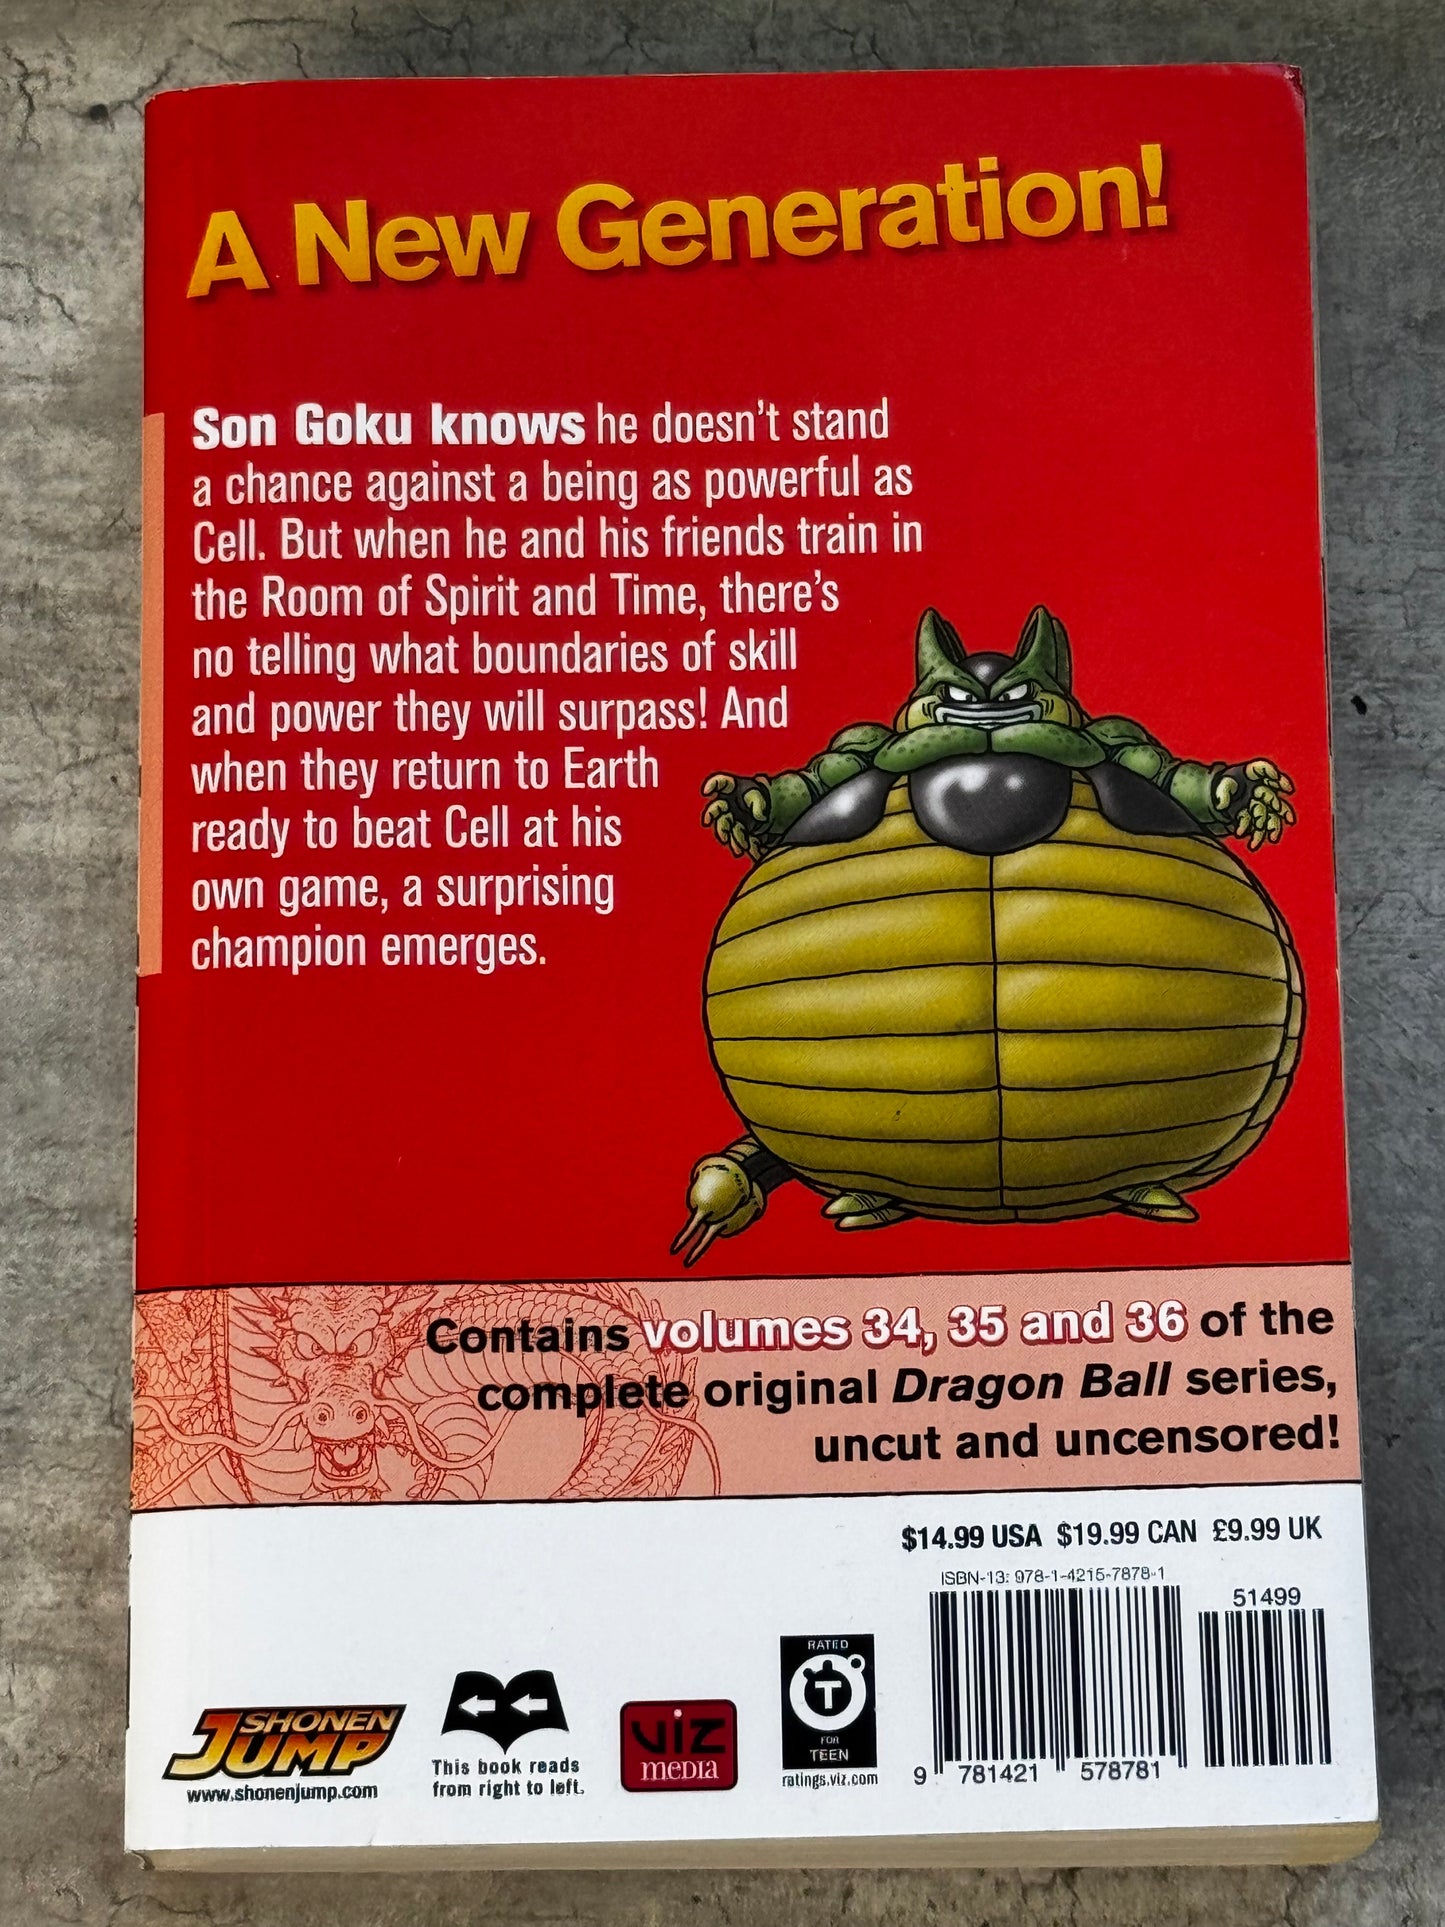 A New Generation!
Son Goku knows he doesn't stand
a chance against a being as powerful as
Cell. But when he and his friends train in
the Room of Spirit and Time, there's
no telling what boundaries of skill
and power they will surpass! And
when they return to Earth
ready to beat Cell at his
own game, a surprising
champion emerges.
Contains volumes 34, 35 and 36 of the
complete original Dragon Ball series,
uncut and uncensored!
$14.99 USA $19.99 CAN £9.99 UK
ISBN-13: 978-1-4215-7878-1
51499
9 781421 578781
SHONEN
JUMP
www.shonenjump.com
This book reads
from right to left.
VIZ
MEDIA
RATED
T
FOR
TEEN
ratings.viz.com